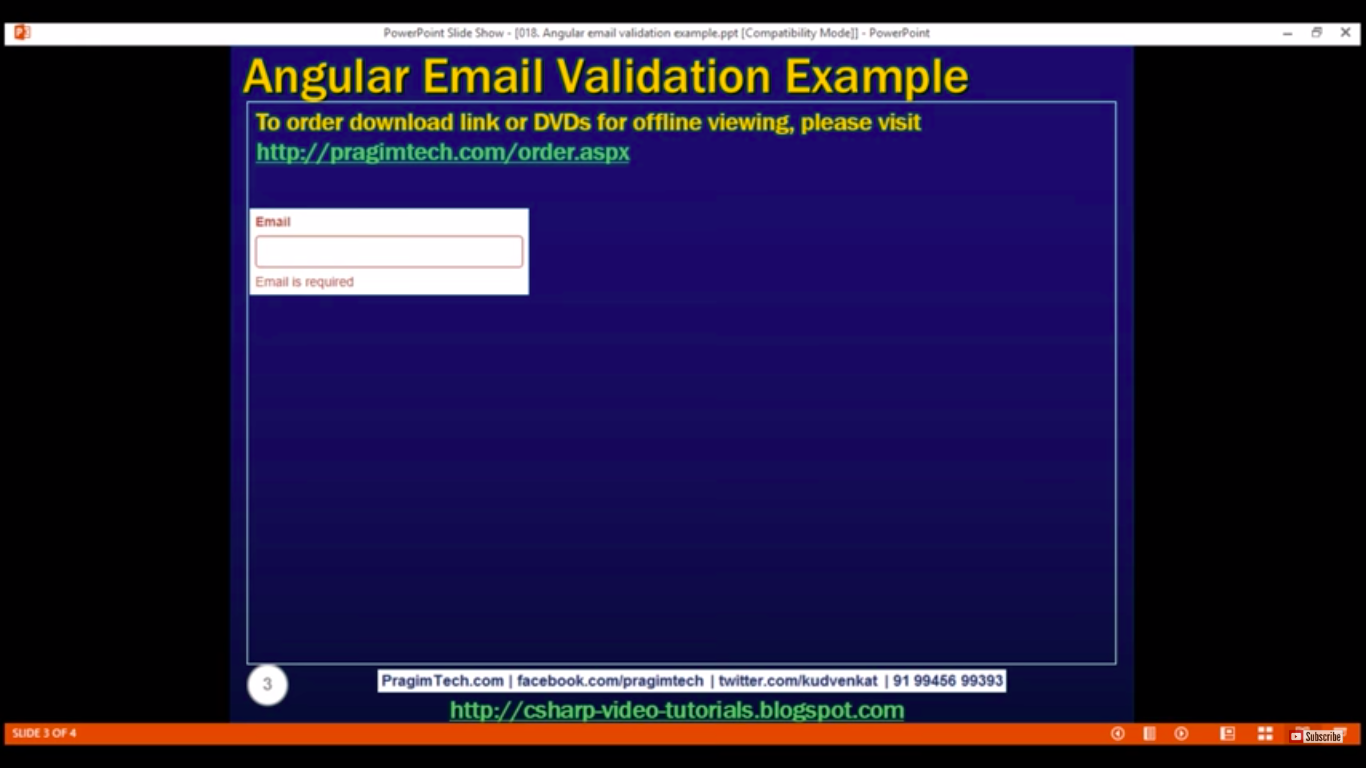 PowerPoint Slide Show - [018. Angular email validation example.ppt [Compatibility Mode]] - PowerPoint
Angular Email Validation Example
To order download link or DVDs for offline viewing, please visit
http://pragimtech.com/order.aspx
Email
Email is required
3
PragimTech.com | facebook.com/pragimtech | twitter.com/kudvenkat | 91 99456 99393
http://csharp-video-tutorials.blogspot.com
SLIDE 3 OF 4
Subscribe